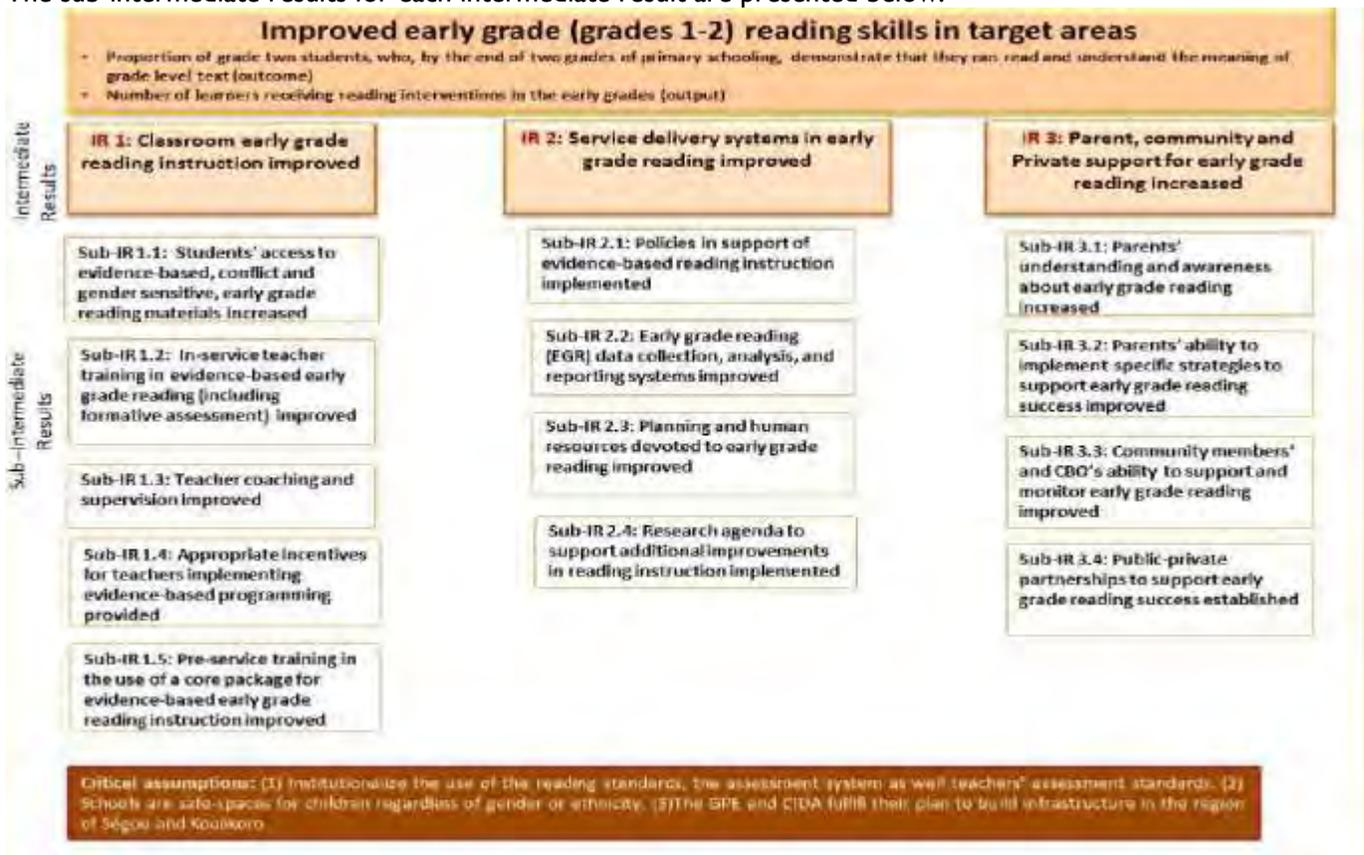 The sub-intermediate results for each intermediate result are presented below.
Improved early grade (grades 1-2) reading skills in target areas
- Proportion of grade two students, who, by the end of two grades of primary schooling, demonstrate that they can read and understand the meaning of
grade level text (outcome)
- Number of learners receiving reading interventions in the early grades (output)
Intermediate
Results
IR 1: Classroom early grade
reading instruction improved
IR 2: Service delivery systems in early
grade reading improved
IR 3: Parent, community and
Private support for early grade
reading increased
Sub-Intermediate
Results
Sub-IR 1.1: Students' access to
evidence-based, conflict and
gender sensitive, early grade
reading materials increased
Sub-IR 1.2: In-service teacher
training in evidence-based early
grade reading (including
formative assessment) improved
Sub-IR 1.3: Teacher coaching and
supervision improved
Sub-IR 1.4: Appropriate incentives
for teachers implementing
evidence-based programming
provided
Sub-IR 1.5: Pre-service training in
the use of a core package for
evidence-based early grade
reading instruction improved
Sub-IR 2.1: Policies in support of
evidence-based reading instruction
implemented
Sub-IR 2.2: Early grade reading
(EGR) data collection, analysis, and
reporting systems improved
Sub-IR 2.3: Planning and human
resources devoted to early grade
reading improved
Sub-IR 2.4: Research agenda to
support additional improvements
in reading instruction implemented
Sub-IR 3.1: Parents'
understanding and awareness
about early grade reading
increased
Sub-IR 3.2: Parents' ability to
implement specific strategies to
support early grade reading
success improved
Sub-IR 3.3: Community members'
and CBO's ability to support and
monitor early grade reading
improved
Sub-IR 3.4: Public-private
partnerships to support early
grade reading success established
Critical assumptions: (1) Institutionalize the use of the reading standards, the assessment system as well teachers' assessment standards. (2)
Schools are safe-spaces for children regardless of gender or ethnicity. (3)The GPE and CIDA fulfill their plan to build infrastructure in the region
of Ségou and Koulikoro